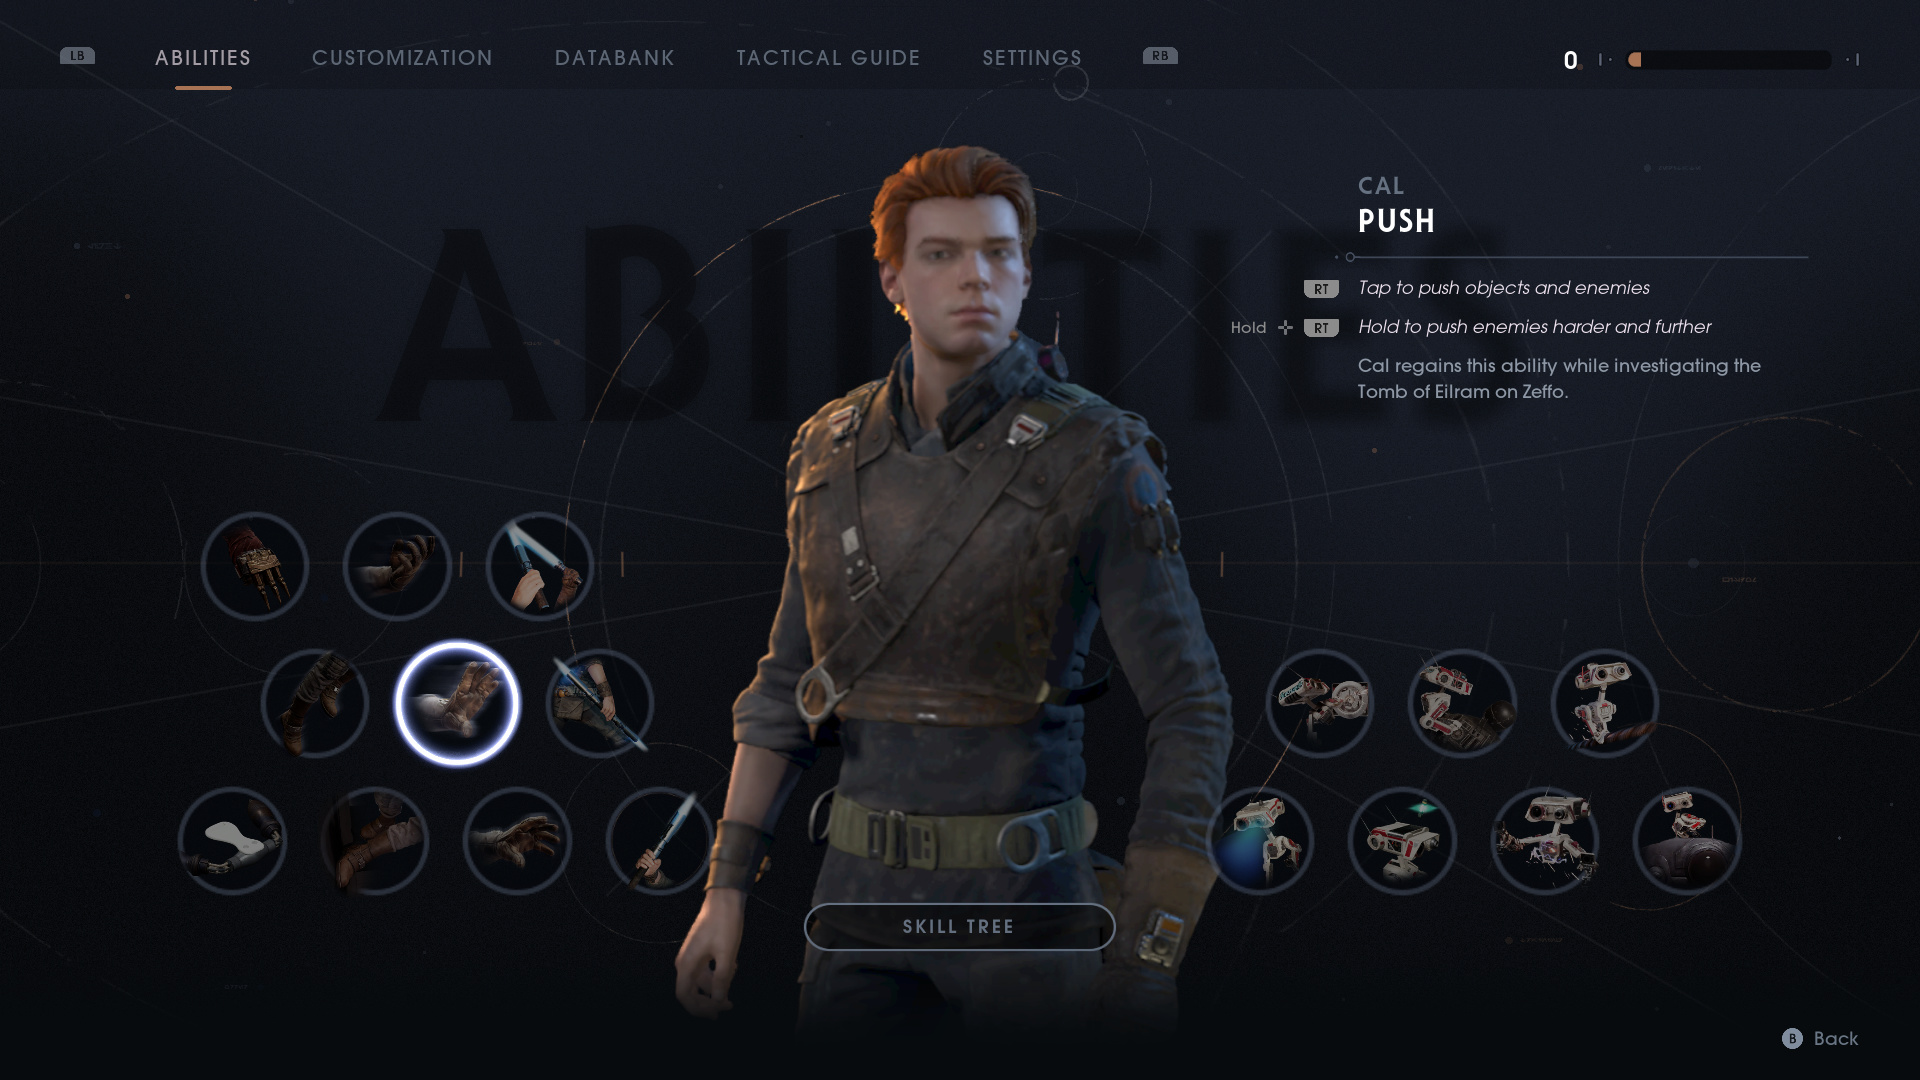 LB ABILITIES CUSTOMIZATION DATABANK TACTICAL GUIDE SETTINGS RB 0
ABILITIES
CAL
PUSH
RT Tap to push objects and enemies
Hold RT Hold to push enemies harder and further
Cal regains this ability while investigating the
Tomb of Eilram on Zeffo.
SKILL TREE
B Back